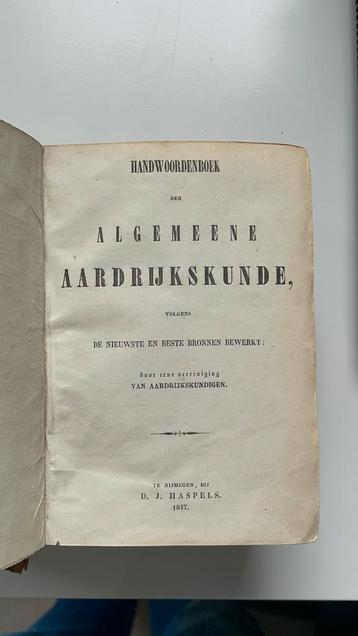 HANDWOORDENBOEK
DER
ALGEMEENE
AARDRIJKSKUNDE,
VOLGENS
DE NIEUWSTE EN BESTE BRONNEN BEWERKT:
door eene vereeniging
VAN AARDRIJKSKUNDIGEN.
TE NIJMEGEN, BIJ
D. J. HASPELS.
1847.